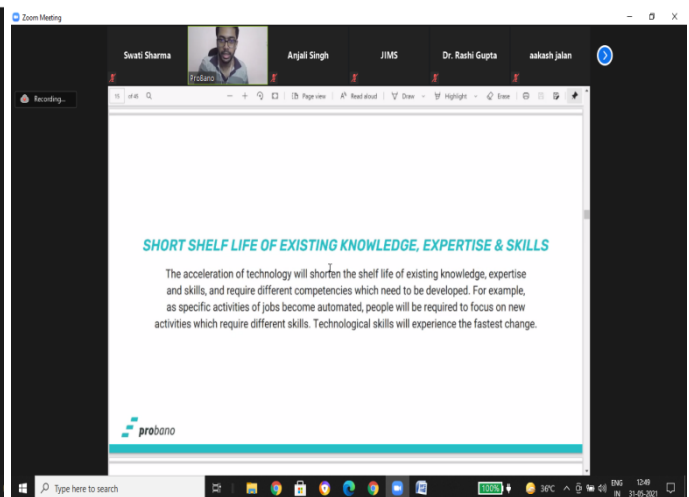 Zoom Meeting
Swati Sharma
ProBano
Anjali Singh
JIMS
Dr. Rashi Gupta
aakash jalan
Recording...
15 of 45
Page view
Read aloud
Draw
Highlight
Erase
SHORT SHELF LIFE OF EXISTING KNOWLEDGE, EXPERTISE & SKILLS
The acceleration of technology will shorten the shelf life of existing knowledge, expertise
and skills, and require different competencies which need to be developed. For example,
as specific activities of jobs become automated, people will be required to focus on new
activities which require different skills. Technological skills will experience the fastest change.
probano
Type here to search
100%
36°C
ENG
IN
12:49
31-05-2021